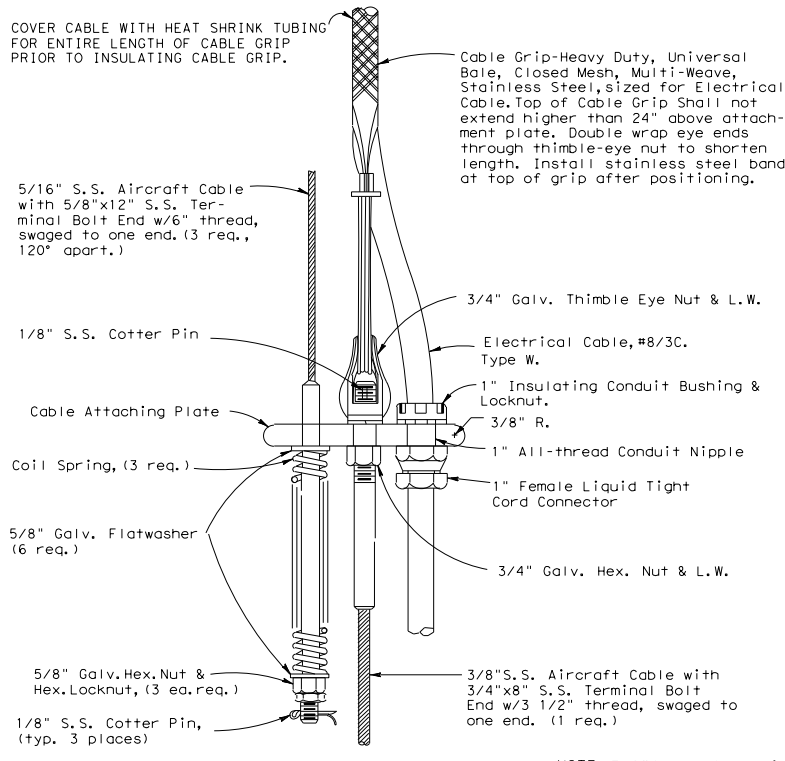 COVER CABLE WITH HEAT SHRINK TUBING
FOR ENTIRE LENGTH OF CABLE GRIP
PRIOR TO INSULATING CABLE GRIP.
Cable Grip-Heavy Duty, Universal
Bale, Closed Mesh, Multi-Weave,
Stainless Steel, sized for Electrical
Cable. Top of Cable Grip Shall not
extend higher than 24" above attach-
ment plate. Double wrap eye ends
through thimble-eye nut to shorten
length. Install stainless steel band
at top of grip after positioning.
5/16" S.S. Aircraft Cable
with 5/8"x12" S.S. Ter-
minal Bolt End w/6" thread,
swaged to one end. (3 req.,
120° apart.)
3/4" Galv. Thimble Eye Nut & L.W.
1/8" S.S. Cotter Pin
Electrical Cable, #8/3C.
Type W.
1" Insulating Conduit Bushing &
Locknut.
Cable Attaching Plate
3/8" R.
1" All-thread Conduit Nipple
Coil Spring, (3 req.)
1" Female Liquid Tight
Cord Connector
5/8" Galv. Flatwasher
(6 req.)
3/4" Galv. Hex. Nut & L.W.
5/8" Galv. Hex. Nut &
Hex. Locknut, (3 ea. req.)
3/8" S.S. Aircraft Cable with
3/4"x8" S.S. Terminal Bolt
End w/3 1/2" thread, swaged to
one end. (1 req.)
1/8" S.S. Cotter Pin,
(typ. 3 places)